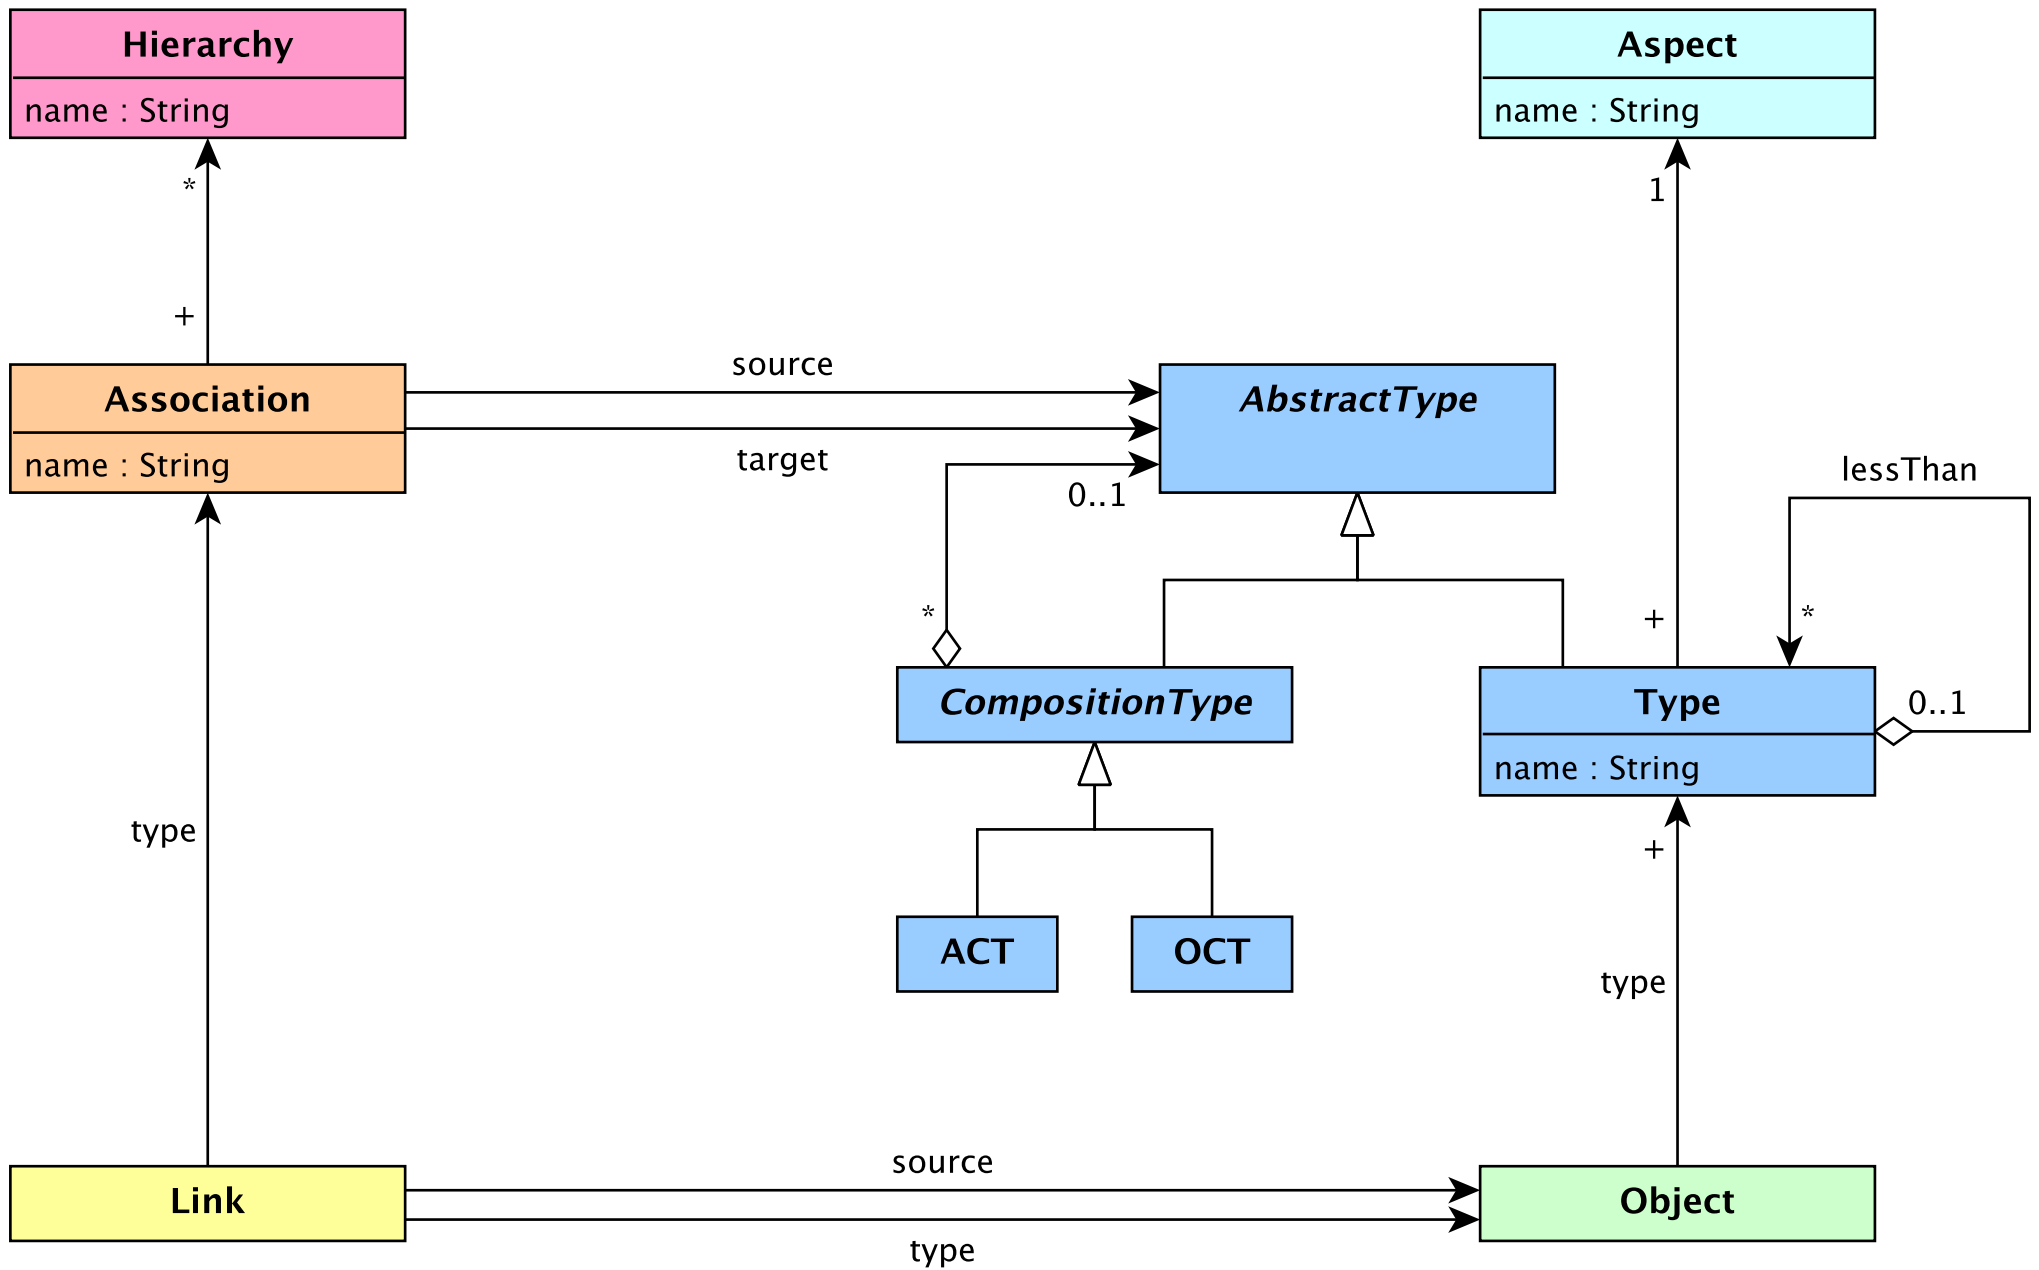 Hierarchy
name : String
Aspect
name : String
*
1
+
Association
name : String
source
target
AbstractType
0..1
lessThan
*
+
*
CompositionType
Type
name : String
0..1
type
+
ACT
OCT
type
Link
source
type
Object